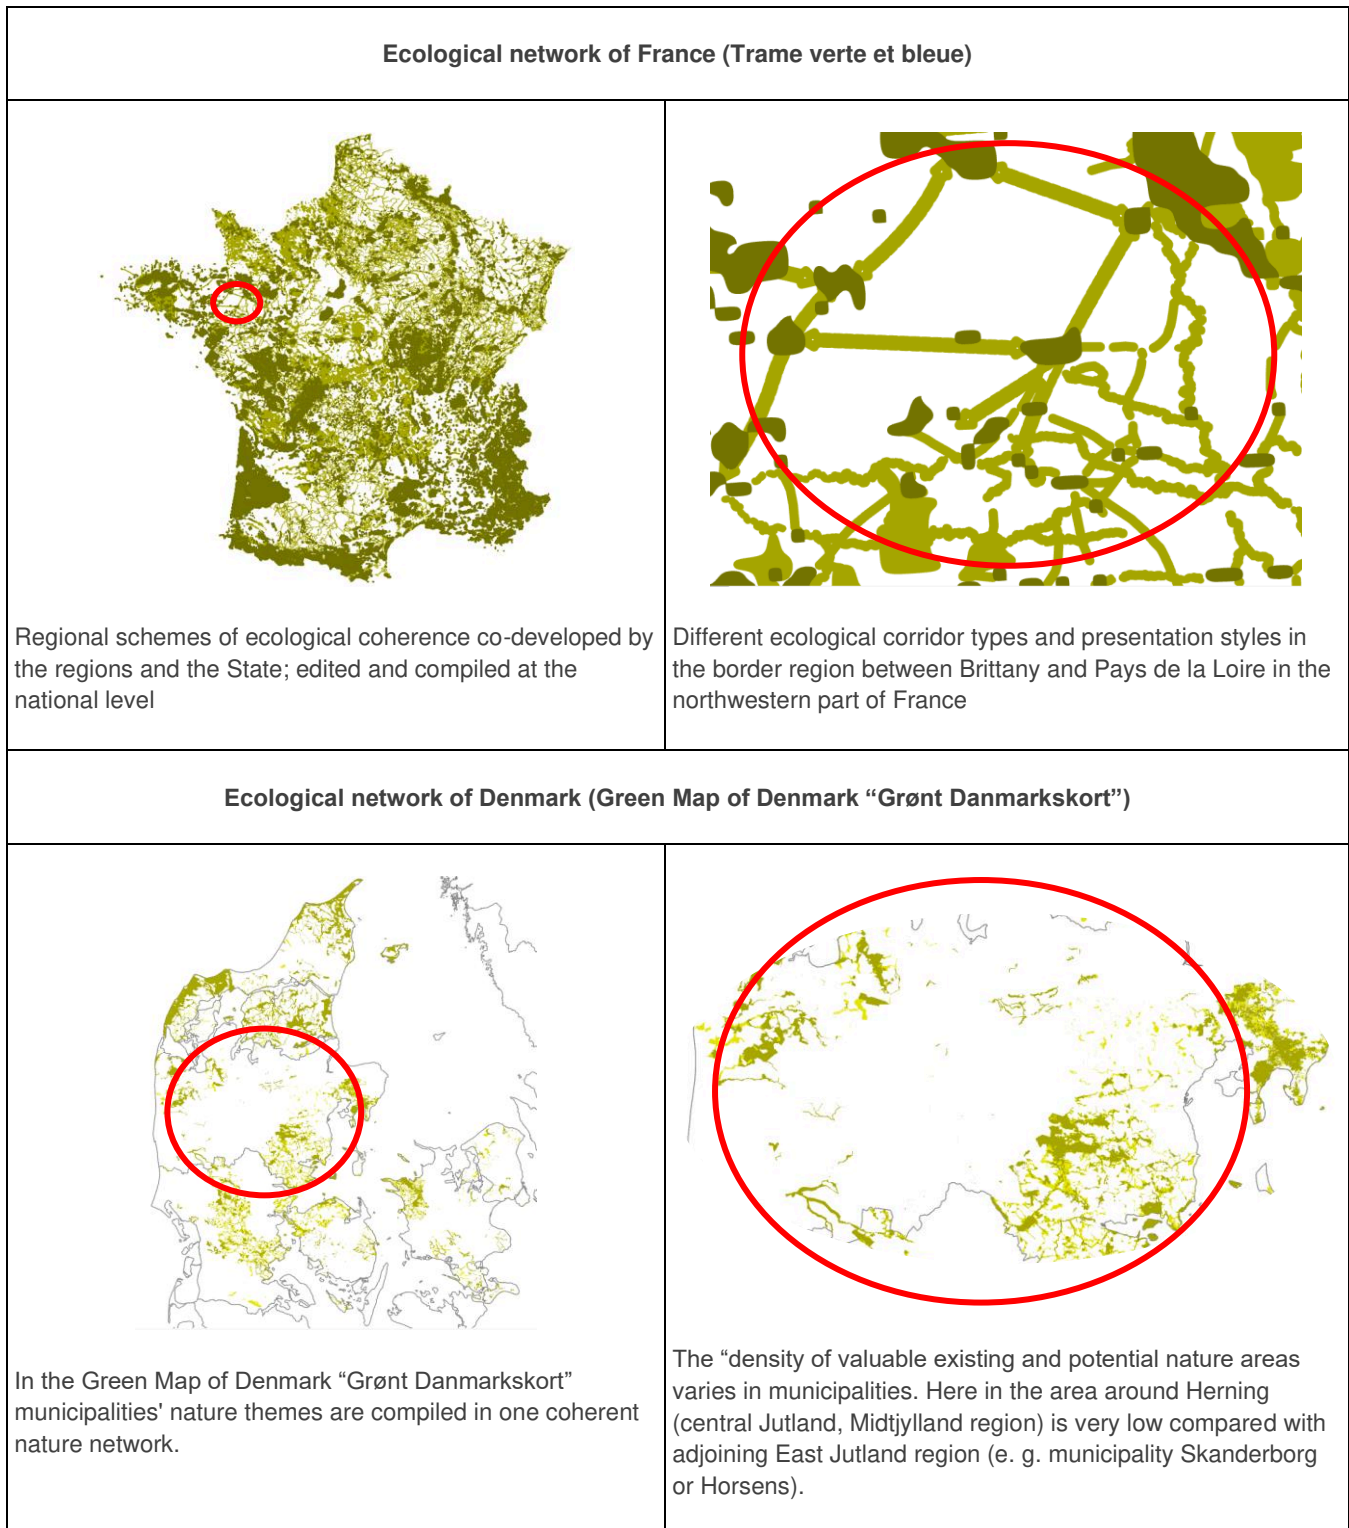 Ecological network of France (Trame verte et bleue)
Regional schemes of ecological coherence co-developed by
the regions and the State; edited and compiled at the
national level
Different ecological corridor types and presentation styles in
the border region between Brittany and Pays de la Loire in the
northwestern part of France
Ecological network of Denmark (Green Map of Denmark “Grønt Danmarkskort”)
In the Green Map of Denmark “Grønt Danmarkskort”
municipalities' nature themes are compiled in one coherent
nature network.
The “density of valuable existing and potential nature areas
varies in municipalities. Here in the area around Herning
(central Jutland, Midtjylland region) is very low compared with
adjoining East Jutland region (e. g. municipality Skanderborg
or Horsens).